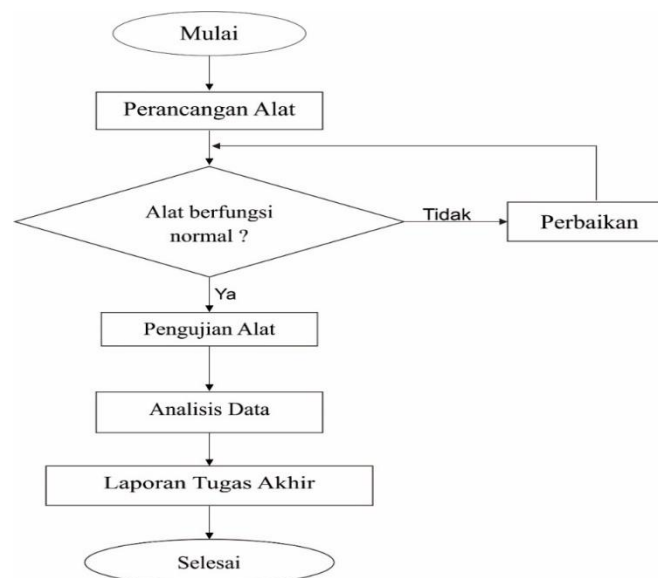 Mulai
Perancangan Alat
Alat berfungsi
normal ?
Tidak
Perbaikan
Ya
Pengujian Alat
Analisis Data
Laporan Tugas Akhir
Selesai